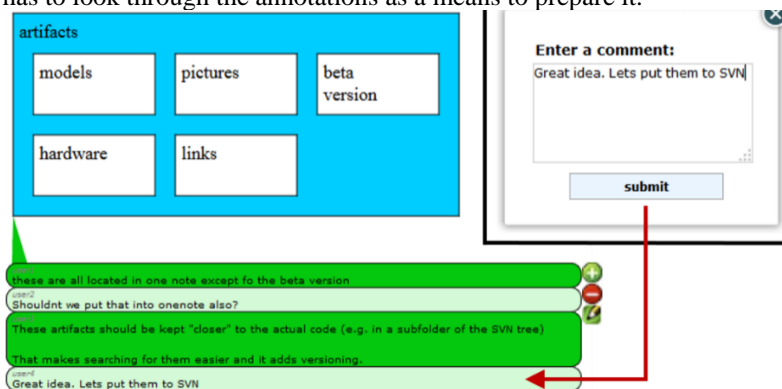 has to look through the annotations as a means to prepare it.
artifacts
models
pictures
beta
version
hardware
links
Enter a comment:
Great idea. Lets put them to SVN
submit
these are all located in one note except fo the beta version
user2
Shouldnt we put that into onenote also?
These artifacts should be kept "closer" to the actual code (e.g. in a subfolder of the SVN tree)
That makes searching for them easier and it adds versioning.
user4
Great idea. Lets put them to SVN